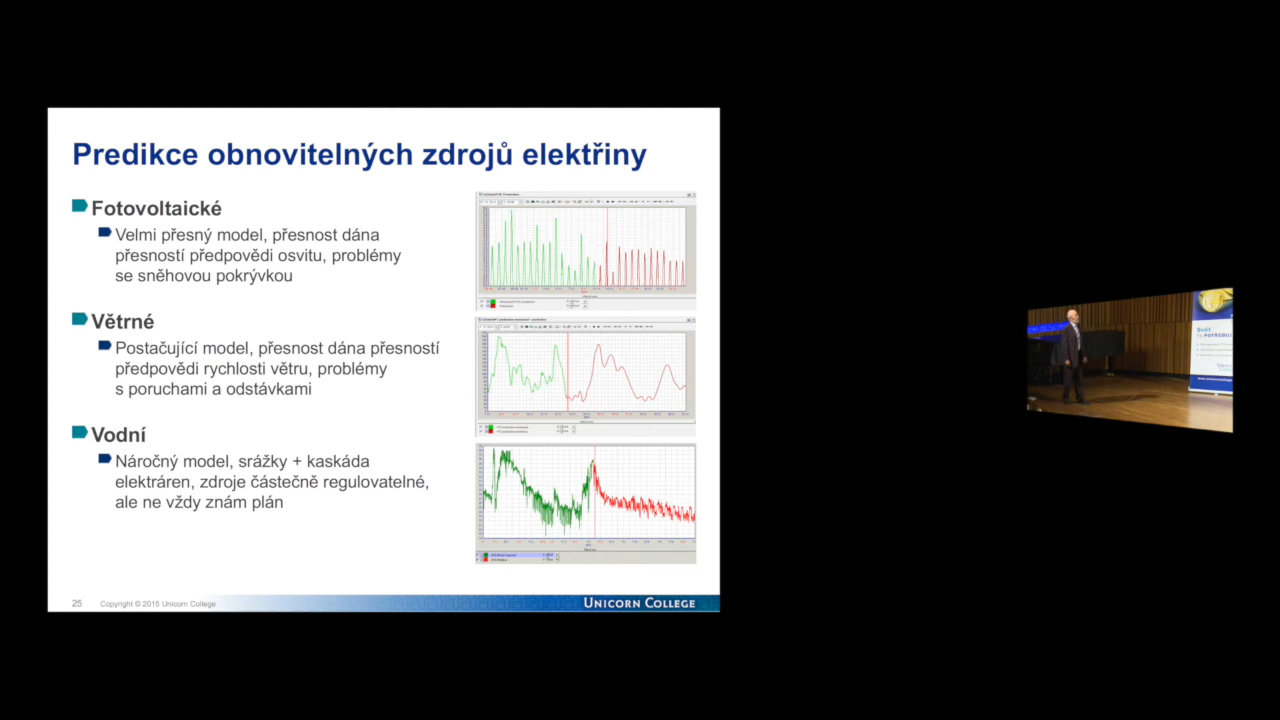 Predikce obnovitelných zdrojů elektřiny
Fotovoltaické
Velmi přesný model, přesnost dána
přesností předpovědi osvitu, problémy
se sněhovou pokrývkou
Větrné
Postačující model, přesnost dána přesností
předpovědi rychlosti větru, problémy
s poruchami a odstávkami
Vodní
Náročný model, srážky + kaskáda
elektráren, zdroje částečně regulovatelné,
ale ne vždy znám plán
25 Copyright © 2015 Unicorn College
UNICORN COLLEGE
Svět